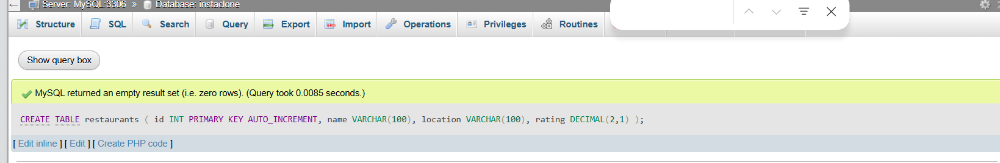 Server: MySQL:3306 » Database: instaclone
Structure SQL Search Query Export Import Operations Privileges Routines
Show query box
MySQL returned an empty result set (i.e. zero rows). (Query took 0.0085 seconds.)
CREATE TABLE restaurants ( id INT PRIMARY KEY AUTO_INCREMENT, name VARCHAR(100), location VARCHAR(100), rating DECIMAL(2,1) );
[ Edit inline ] [ Edit ] [ Create PHP code ]